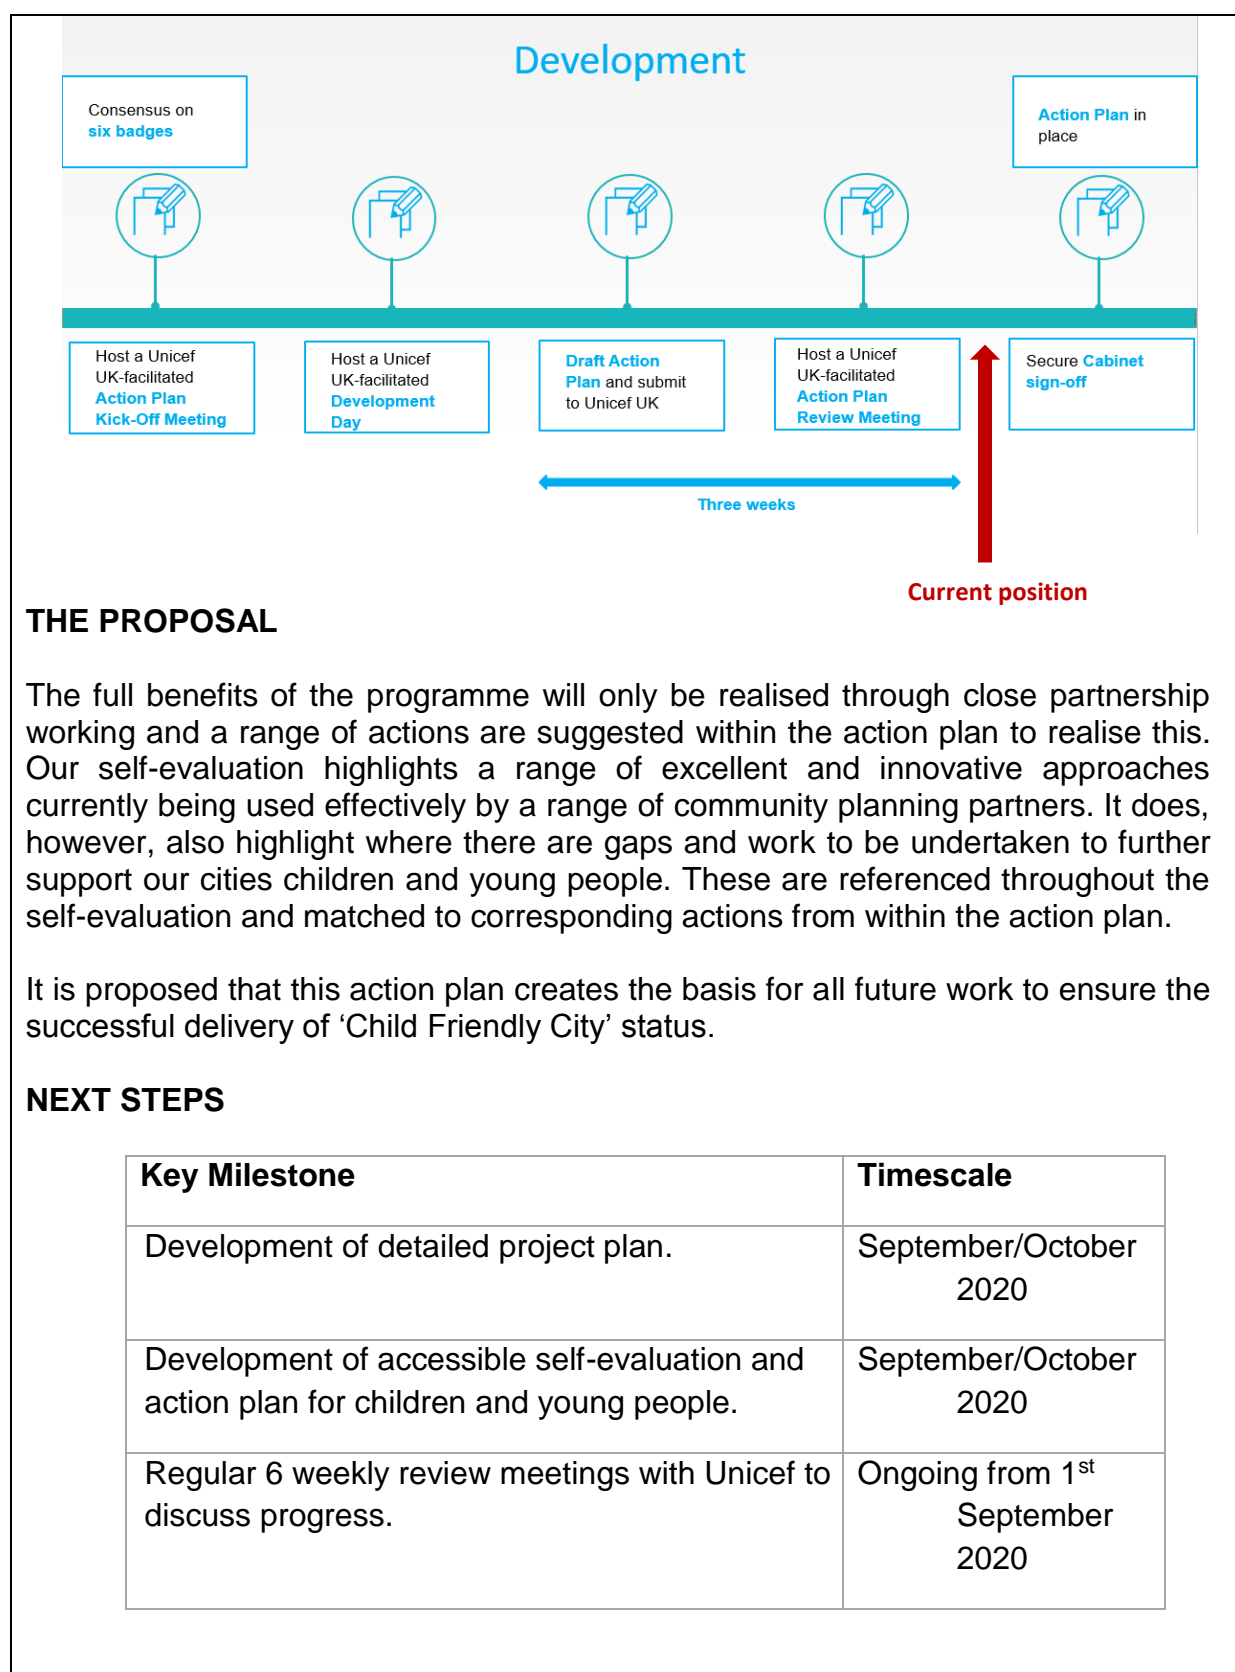 Development
Consensus on
six badges
Action Plan in
place
Host a Unicef
UK-facilitated
Action Plan
Kick-Off Meeting
Host a Unicef
UK-facilitated
Development
Day
Draft Action
Plan and submit
to Unicef UK
Host a Unicef
UK-facilitated
Action Plan
Review Meeting
Secure Cabinet
sign-off
Three weeks
Current position
THE PROPOSAL
The full benefits of the programme will only be realised through close partnership
working and a range of actions are suggested within the action plan to realise this.
Our self-evaluation highlights a range of excellent and innovative approaches
currently being used effectively by a range of community planning partners. It does,
however, also highlight where there are gaps and work to be undertaken to further
support our cities children and young people. These are referenced throughout the
self-evaluation and matched to corresponding actions from within the action plan.
It is proposed that this action plan creates the basis for all future work to ensure the
successful delivery of ‘Child Friendly City’ status.
NEXT STEPS
Key Milestone
Timescale
Development of detailed project plan.
September/October
2020
Development of accessible self-evaluation and
action plan for children and young people.
September/October
2020
Regular 6 weekly review meetings with Unicef to
discuss progress.
Ongoing from 1st
September
2020